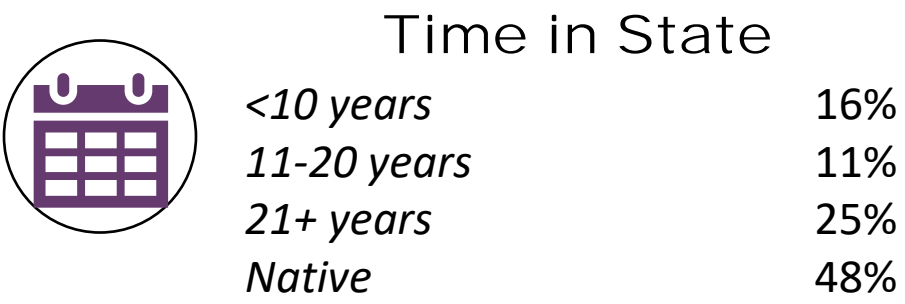 Time in State
<10 years 16%
11-20 years 11%
21+ years 25%
Native 48%